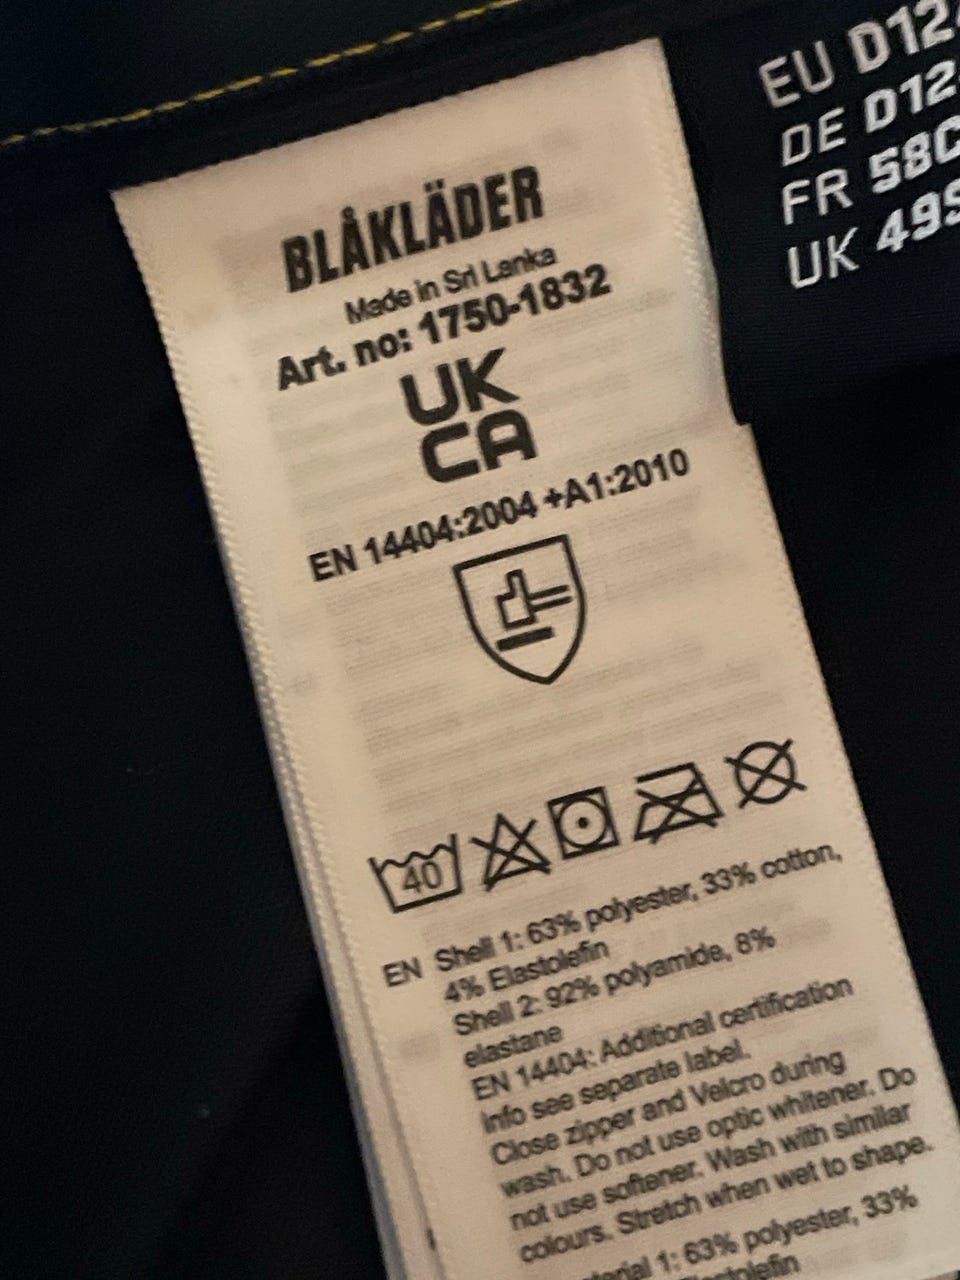 BLÅKLÄDER
Made in Sri Lanka
Art. no: 1750-1832
UK
CA
EN 14404:2004 +A1:2010
40
EN Shell 1: 63% polyester, 33% cotton,
4% Elastolefin
Shell 2: 92% polyamide, 8%
elastane
EN 14404: Additional certification
info see separate label.
Close zipper and Velcro during
wash. Do not use optic whitener. Do
not use softener. Wash with similar
colours. Stretch when wet to shape.
1: 63% polyester, 33%
EU D12
DE D12
FR 58C
UK 49